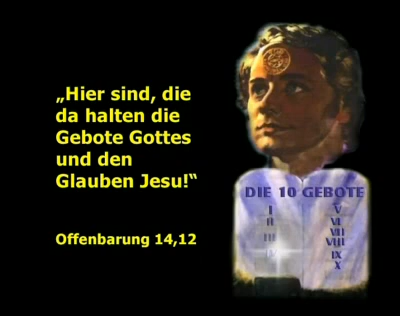 „Hier sind, die
da halten die
Gebote Gottes
und den
Glauben Jesu!“
Offenbarung 14,12
DIE 10 GEBOTE
I
II
III
V
VI
VII
VIII
IX
X